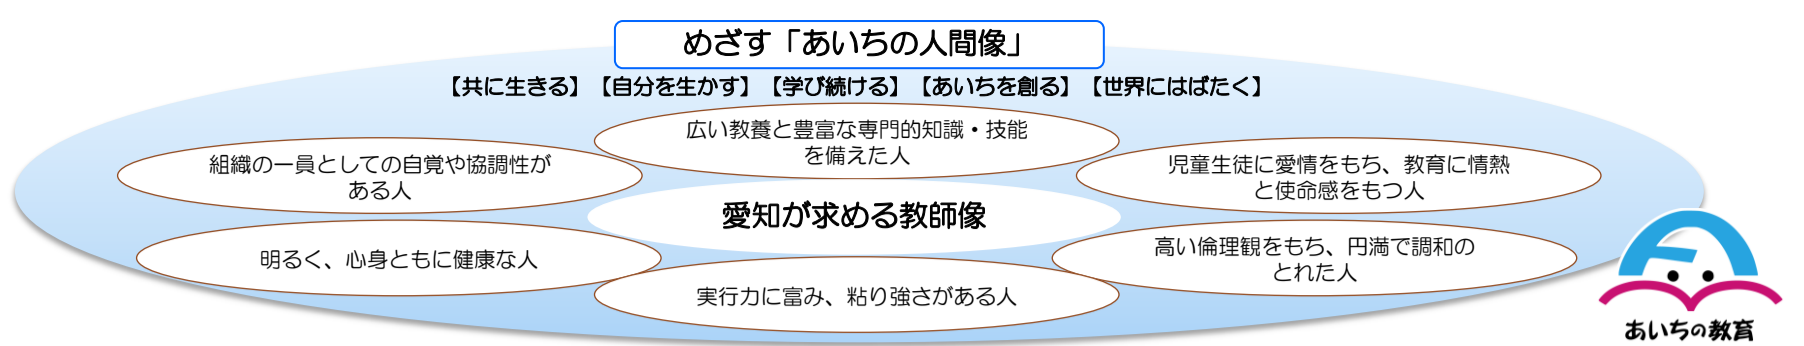 めざす「あいちの人間像」
【共に生きる】【自分を生かす】【学び続ける】【あいちを創る】【世界にはばたく】
広い教養と豊富な専門的知識・技能
を備えた人
組織の一員としての自覚や協調性が
ある人
児童生徒に愛情をもち、教育に情熱
と使命感をもつ人
愛知が求める教師像
明るく、心身ともに健康な人
高い倫理観をもち、円満で調和の
とれた人
実行力に富み、粘り強さがある人
あいちの教育